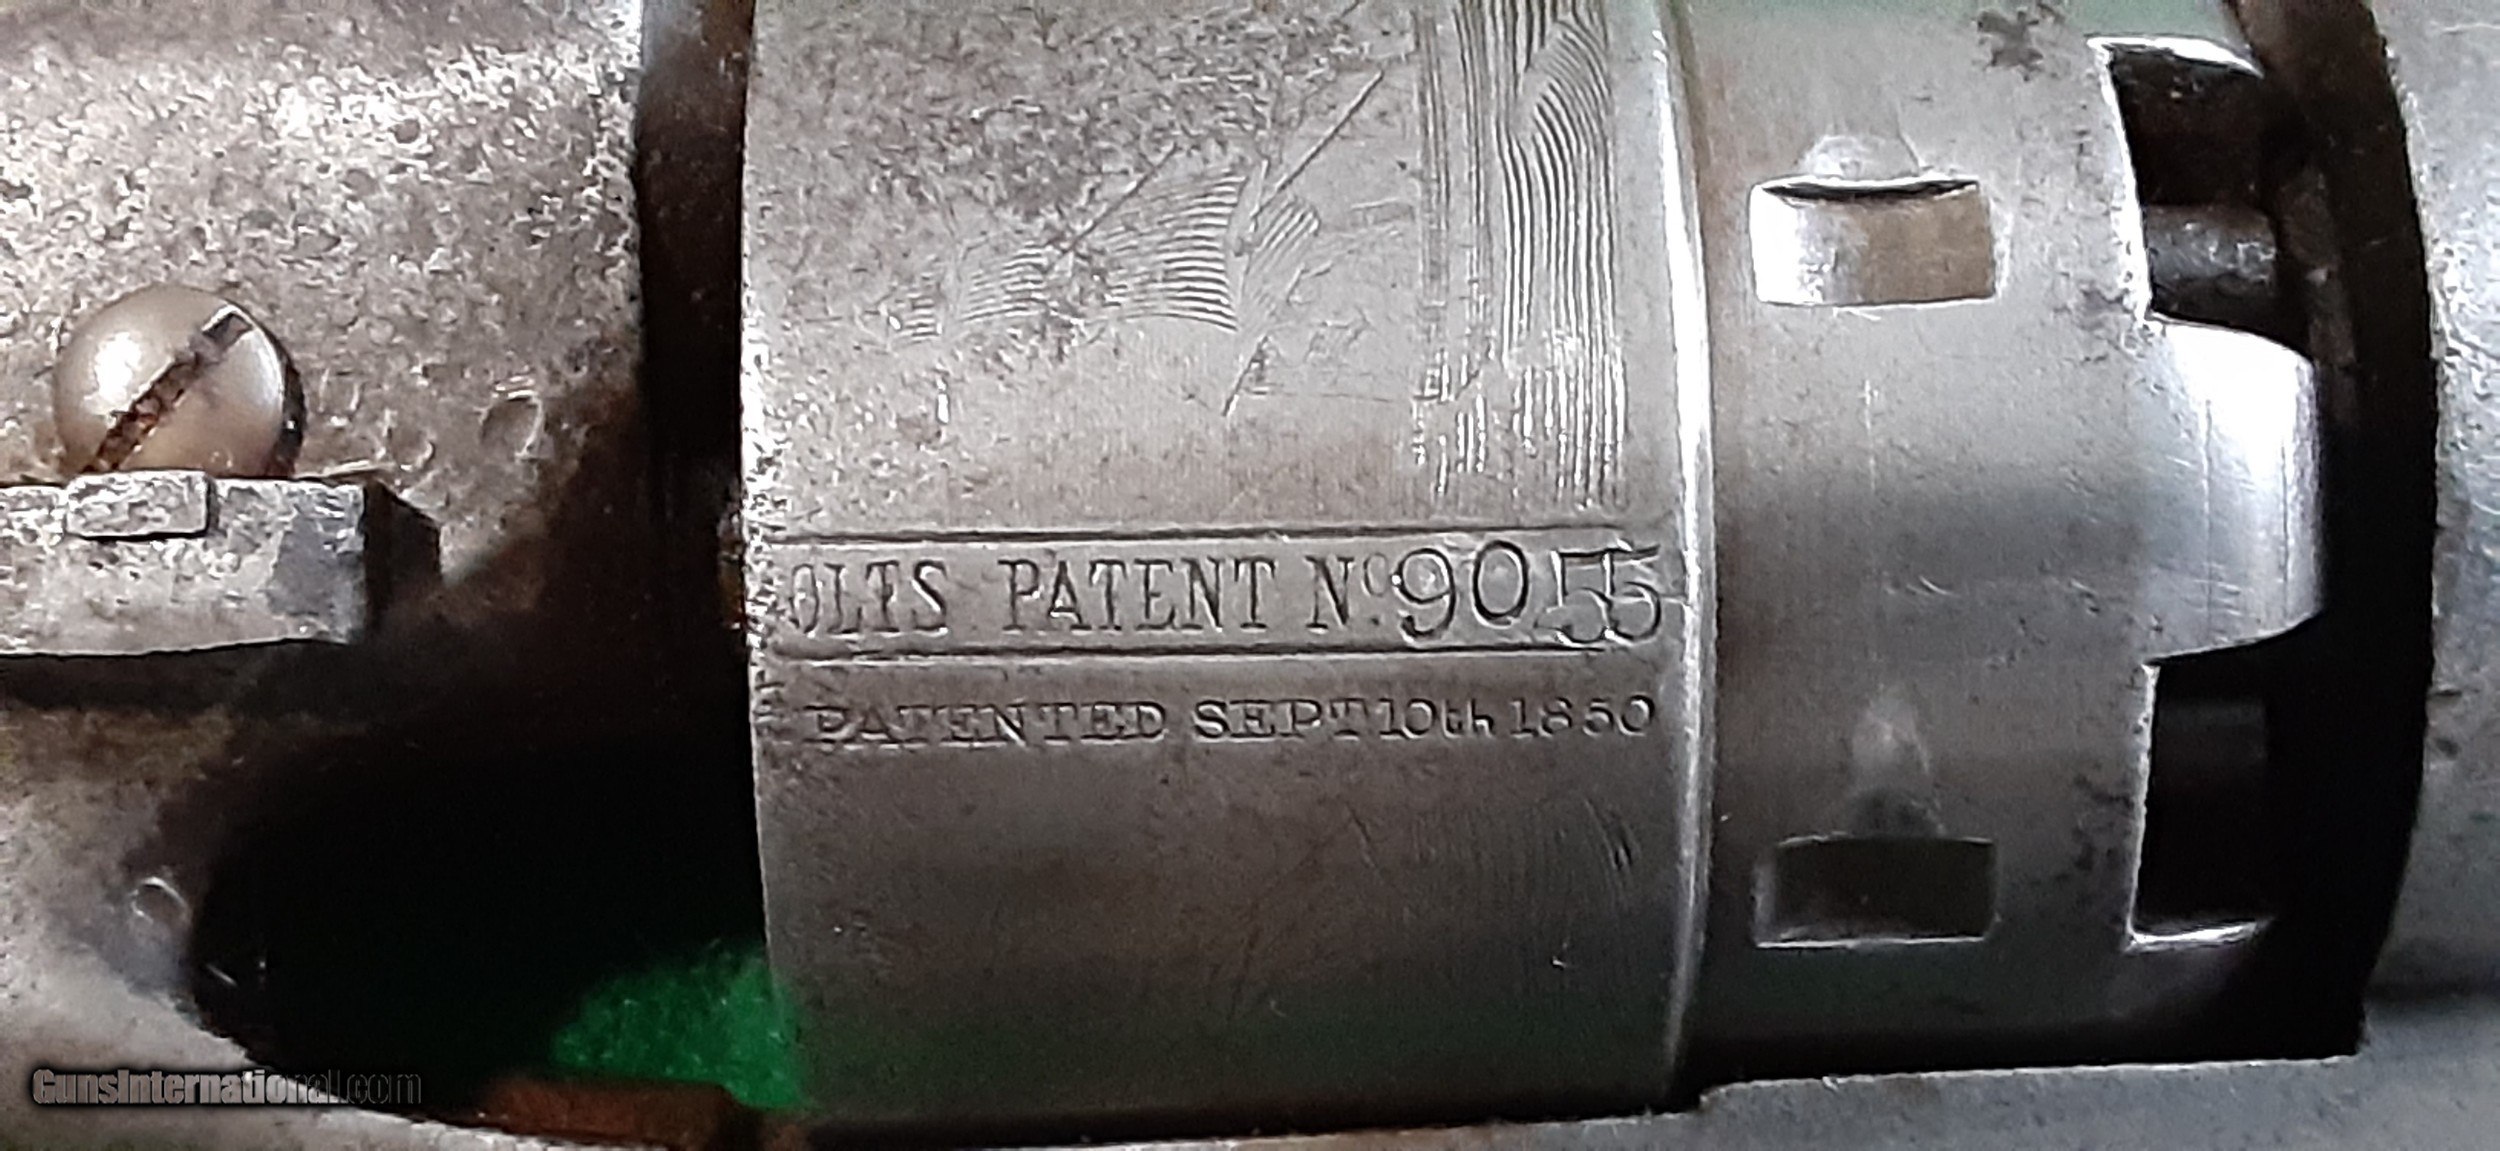 OLTS PATENT No. 9055
PATENTED SEPT 10th 1850
GunsInternational.com